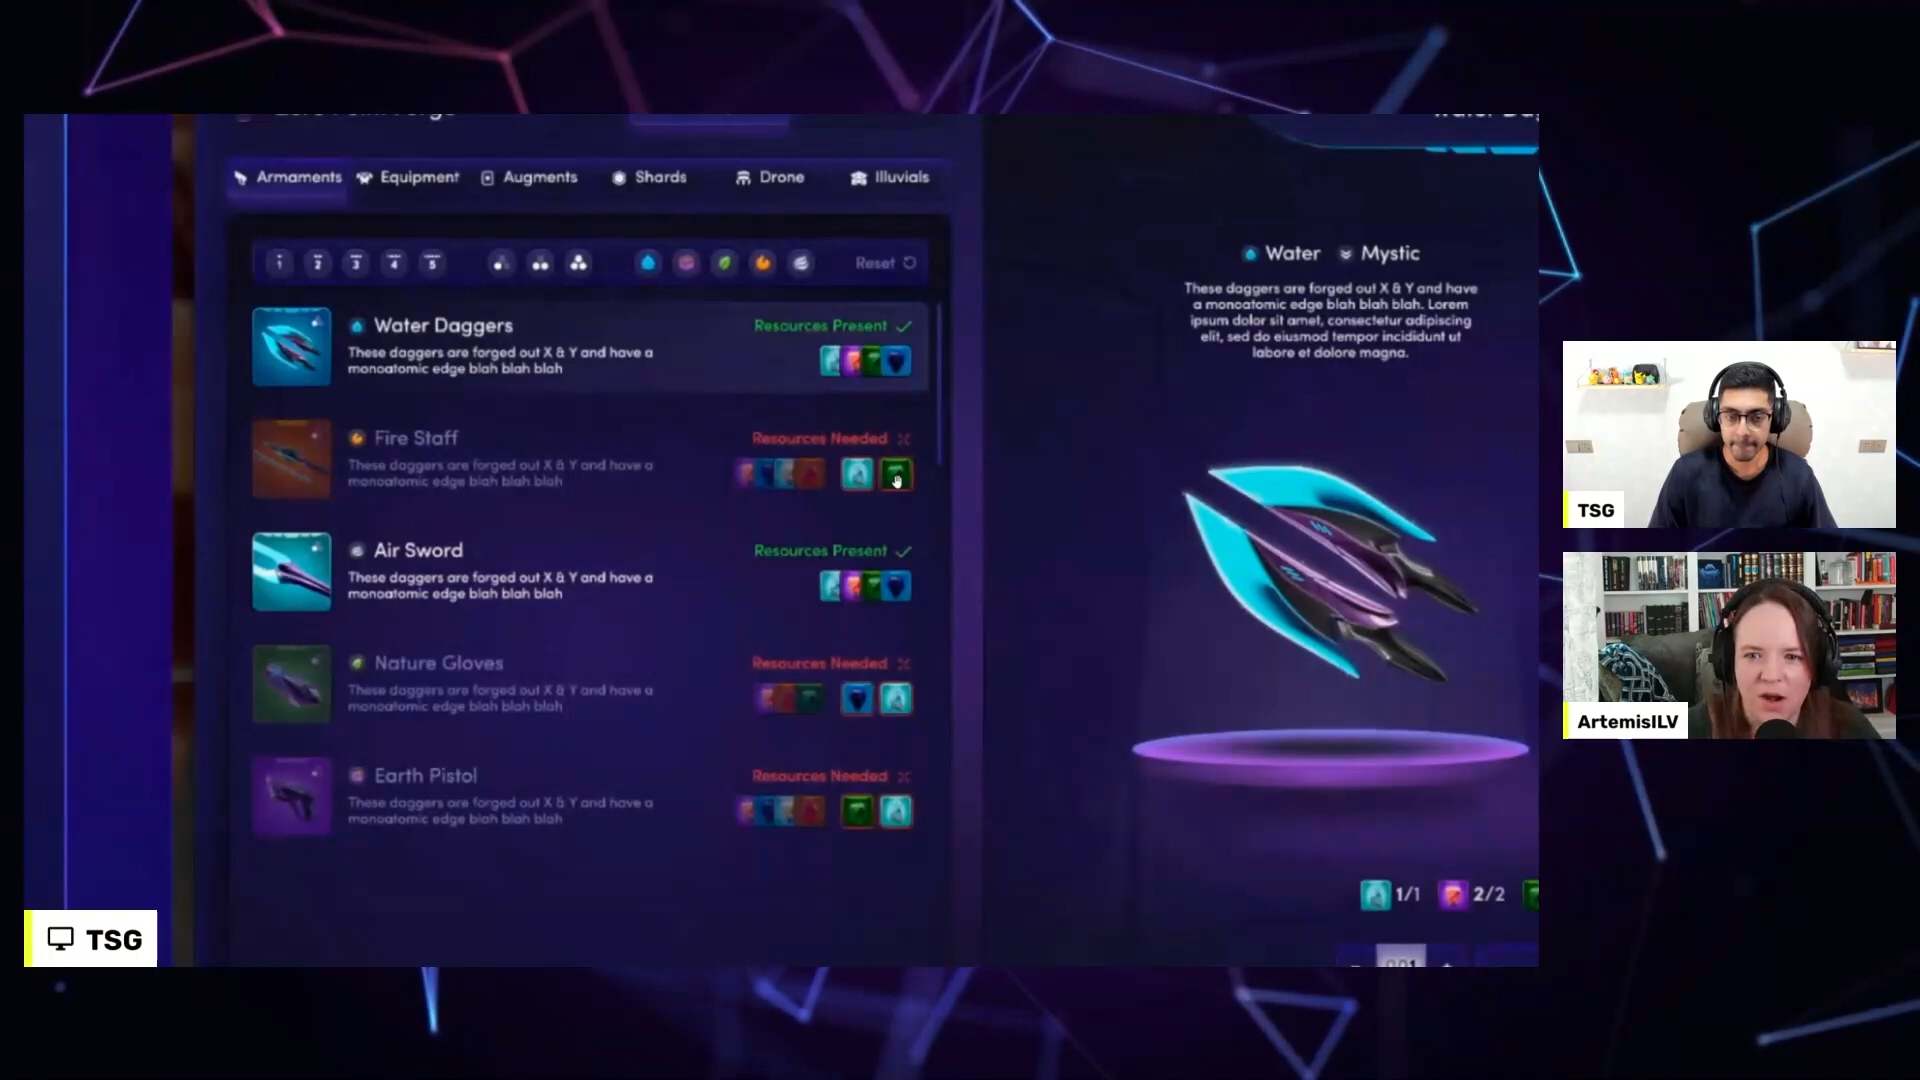 Armaments
Equipment
Augments
Shards
Drone
Illuvials
1
2
3
4
5
Reset
Water Daggers
Resources Present
These daggers are forged out X & Y and have a
monoatomic edge blah blah blah
Fire Staff
Resources Needed
These daggers are forged out X & Y and have a
monoatomic edge blah blah blah
Air Sword
Resources Present
These daggers are forged out X & Y and have a
monoatomic edge blah blah blah
Nature Gloves
Resources Needed
These daggers are forged out X & Y and have a
monoatomic edge blah blah blah
Earth Pistol
Resources Needed
These daggers are forged out X & Y and have a
monoatomic edge blah blah blah
Water
Mystic
These daggers are forged out X & Y and have
a monoatomic edge blah blah blah. Lorem
ipsum dolor sit amet, consectetur adipiscing
elit, sed do eiusmod tempor incididunt ut
labore et dolore magna.
1/1
2/2
TSG
TSG
ArtemisILV